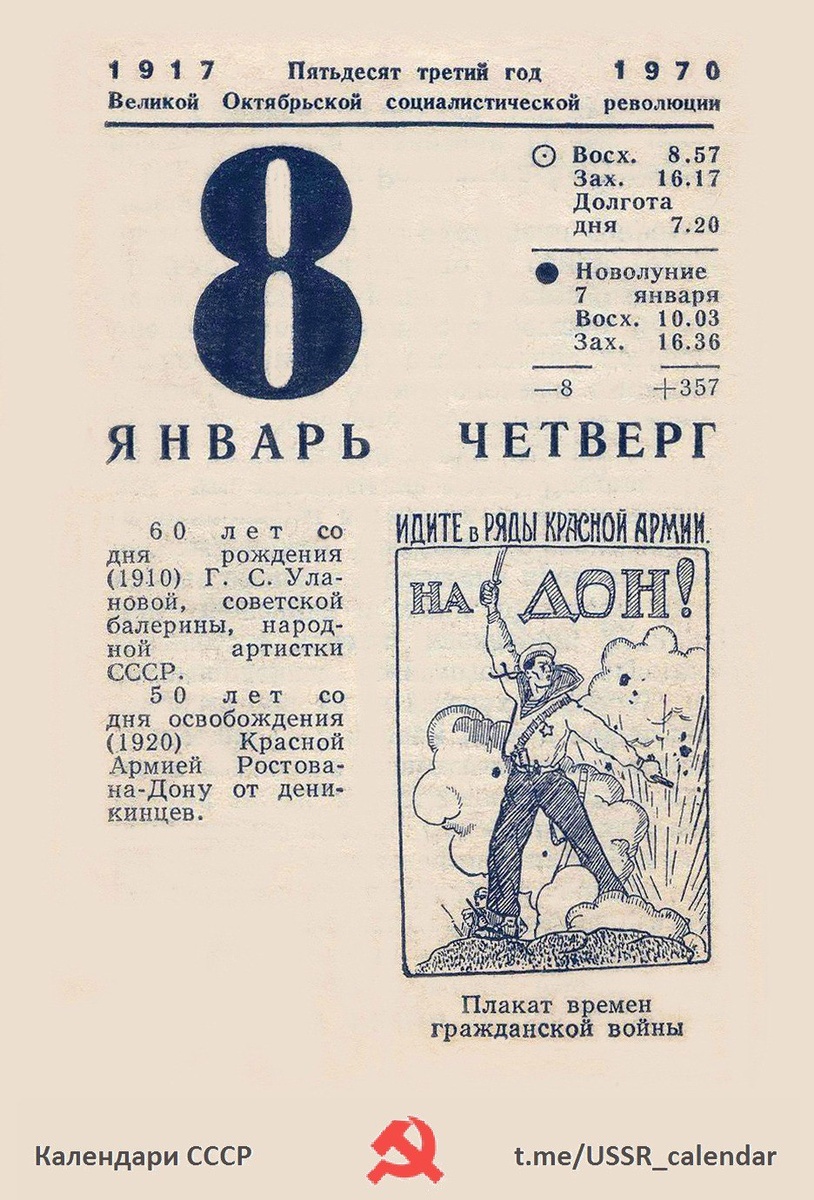 1917 Пятьдесят третий год 1970
Великой Октябрьской социалистической революции
8
Восх. 8.57
Зах. 16.17
Долгота
дня 7.20
Новолуние
7 января
Восх. 10.03
Зах. 16.36
—8 +357
ЯНВАРЬ ЧЕТВЕРГ
60 лет со
дня рождения
(1910) Г. С. Ула-
новой, советской
балерины, народ-
ной артистки
СССР.
50 лет со
дня освобождения
(1920) Красной
Армией Ростова-
на-Дону от дени-
кинцев.
ИДИТЕ в РЯДЫ КРАСНОЙ АРМИИ.
НА ДОН!
Плакат времен
гражданской войны
Календари СССР
t.me/USSR_calendar